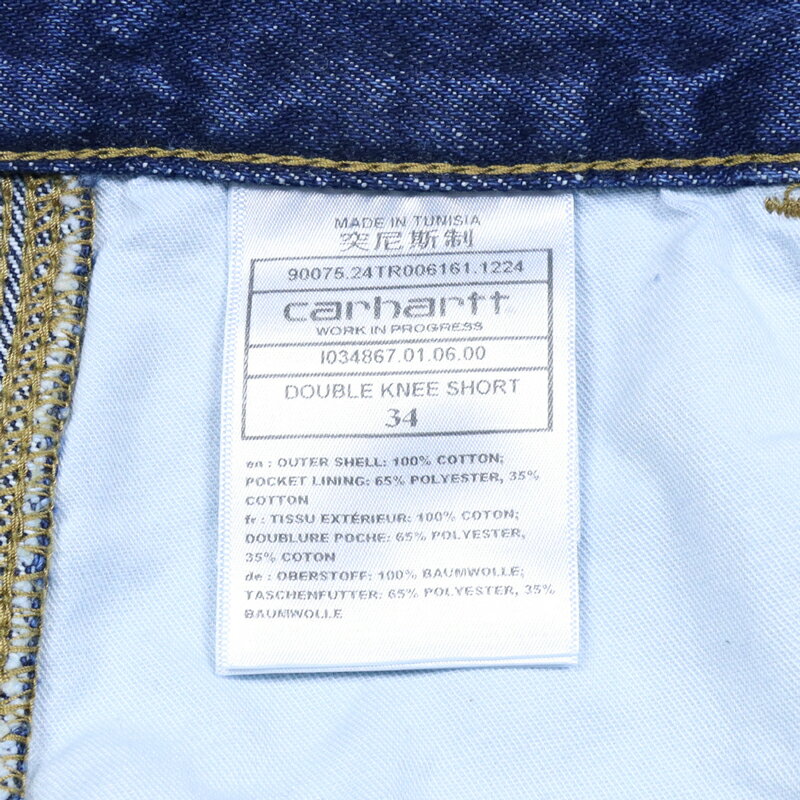 MADE IN TUNISIA
突尼斯制
90075.24TR006161.1224
carhartt
WORK IN PROGRESS
I034867.01.06.00
DOUBLE KNEE SHORT
34
en : OUTER SHELL: 100% COTTON;
POCKET LINING: 65% POLYESTER, 35%
COTTON
fr : TISSU EXTÉRIEUR: 100% COTON;
DOUBLURE POCHE: 65% POLYESTER,
35% COTON
de : OBERSTOFF: 100% BAUMWOLLE;
TASCHENFUTTER: 65% POLYESTER, 35%
BAUMWOLLE